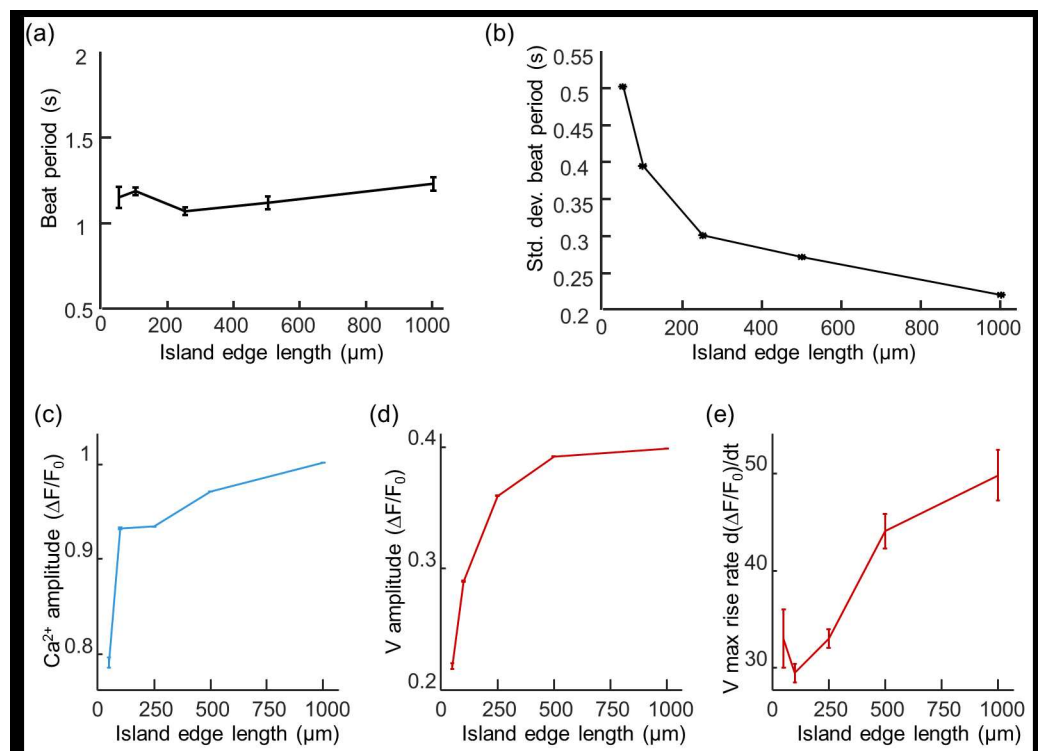 (a)
Beat period (s)
2
1.5
1
0.5
0 200 400 600 800 1000
Island edge length (µm)
(b)
Std. dev. beat period (s)
0.55
0.5
0.45
0.4
0.35
0.3
0.25
0.2
0 200 400 600 800 1000
Island edge length (µm)
(c)
Ca²⁺ amplitude (ΔF/F₀)
1
0.9
0.8
0 250 500 750 1000
Island edge length (µm)
(d)
V amplitude (ΔF/F₀)
0.4
0.3
0.2
0 250 500 750 1000
Island edge length (µm)
(e)
V max rise rate d(ΔF/F₀)/dt
50
40
30
0 250 500 750 1000
Island edge length (µm)